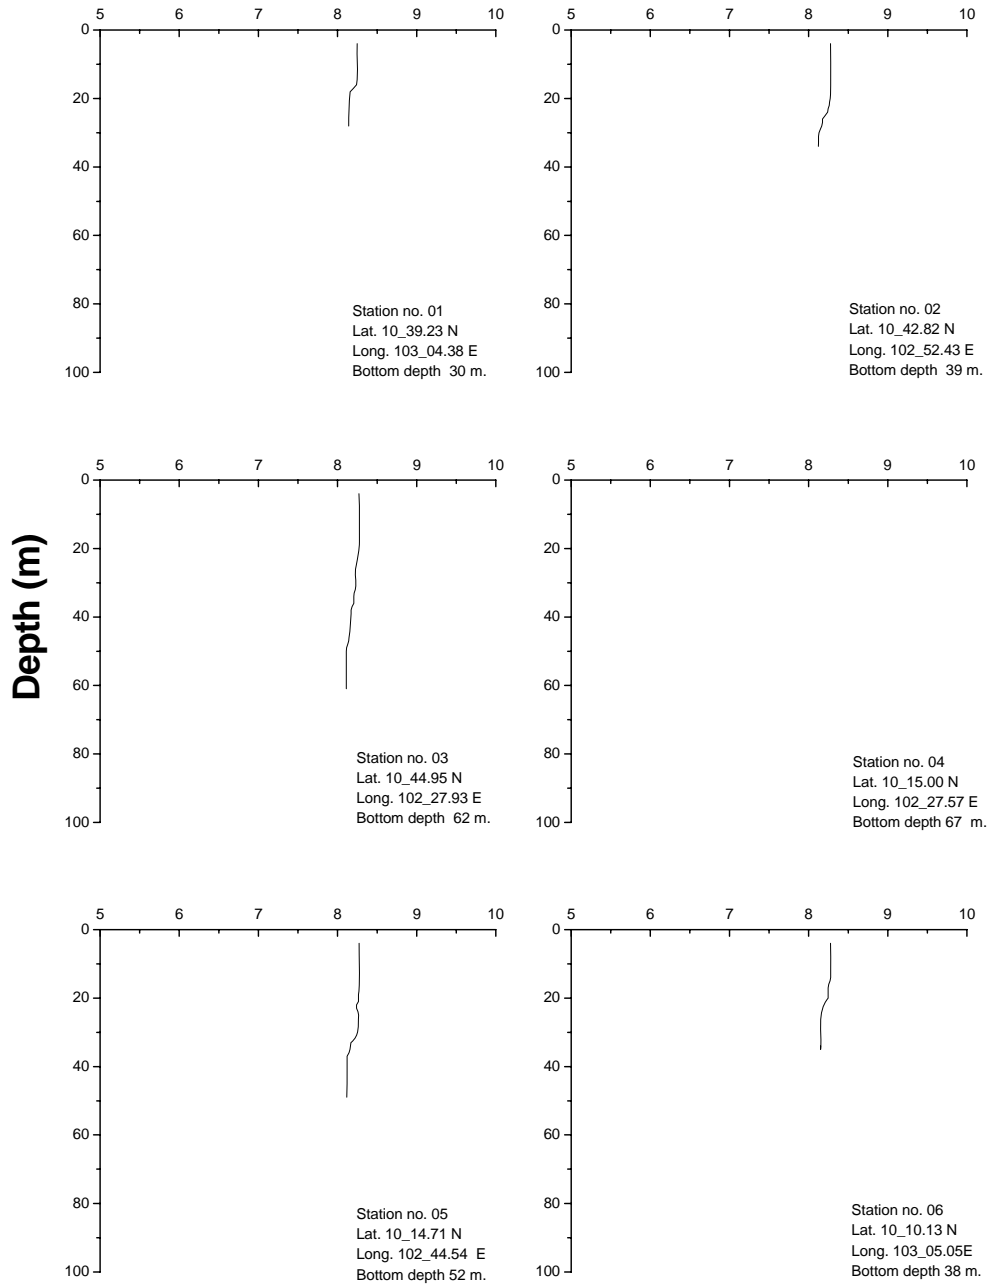 5 6 7 8 9 10
0
20
40
60
80
100
Station no. 01
Lat. 10_39.23 N
Long. 103_04.38 E
Bottom depth 30 m.
5 6 7 8 9 10
0
20
40
60
80
100
Station no. 02
Lat. 10_42.82 N
Long. 102_52.43 E
Bottom depth 39 m.
Depth (m)
5 6 7 8 9 10
0
20
40
60
80
100
Station no. 03
Lat. 10_44.95 N
Long. 102_27.93 E
Bottom depth 62 m.
5 6 7 8 9 10
0
20
40
60
80
100
Station no. 04
Lat. 10_15.00 N
Long. 102_27.57 E
Bottom depth 67 m.
5 6 7 8 9 10
0
20
40
60
80
100
Station no. 05
Lat. 10_14.71 N
Long. 102_44.54 E
Bottom depth 52 m.
5 6 7 8 9 10
0
20
40
60
80
100
Station no. 06
Lat. 10_10.13 N
Long. 103_05.05E
Bottom depth 38 m.